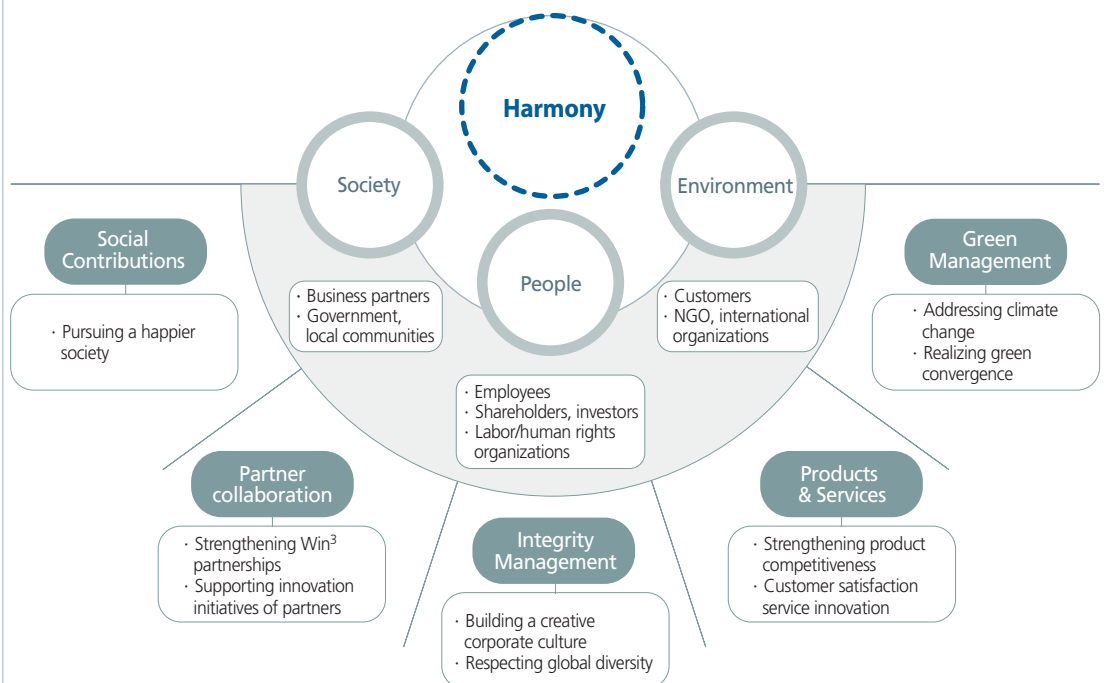 Harmony
Society
Environment
People
Social
Contributions
· Pursuing a happier
society
· Business partners
· Government,
local communities
· Customers
· NGO, international
organizations
Green
Management
· Addressing climate
change
· Realizing green
convergence
· Employees
· Shareholders, investors
· Labor/human rights
organizations
Partner
collaboration
· Strengthening Win³
partnerships
· Supporting innovation
initiatives of partners
Integrity
Management
· Building a creative
corporate culture
· Respecting global diversity
Products
& Services
· Strengthening product
competitiveness
· Customer satisfaction
service innovation